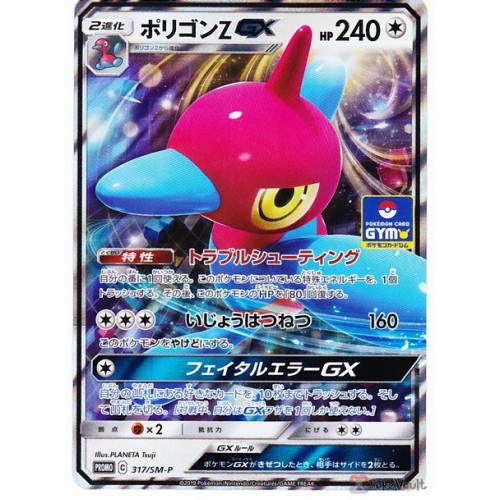 2進化 ポリゴンZGX HP 240
ポリゴン2から進化
POKÉMON CARD
GYM
ポケモンカードジム
特性 トラブルシューティング
自分の番に1回使える。このポケモンについている特殊エネルギーを、1個
トラッシュする。その後、このポケモンのHPを「80」回復する。
いじょうはつねつ 160
このポケモンをやけどにする。
フェイタルエラーGX
自分の山札にある好きなカードを、10枚までトラッシュする。そし
て山札を切る。[対戦中、自分はGXワザを1回しか使えない。]
弱点 ×2 抵抗力 にげる
Illus.PLANETA Tsuji
GXルール
PROMO C 317/SM-P
ポケモンGXがきぜつしたとき、相手はサイドを2枚とる。
©2019 Pokémon/Nintendo/Creatures/GAME FREAK.